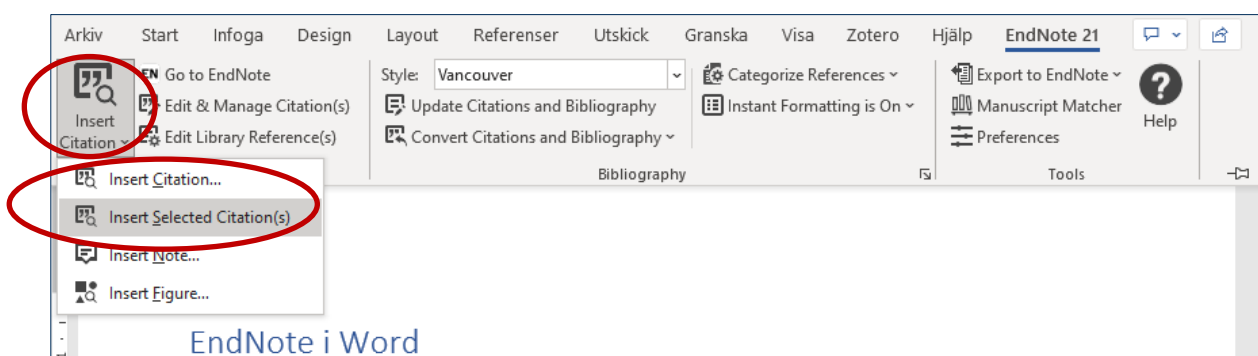 Arkiv Start Infoga Design Layout Referenser Utskick Granska Visa Zotero Hjälp EndNote 21
Insert
Citation
EN Go to EndNote
Edit & Manage Citation(s)
Edit Library Reference(s)
Style: Vancouver
Update Citations and Bibliography
Convert Citations and Bibliography
Categorize References
Instant Formatting is On
Bibliography
Export to EndNote
Manuscript Matcher
Preferences
Help
Tools
Insert Citation...
Insert Selected Citation(s)
Insert Note...
Insert Figure...
EndNote i Word